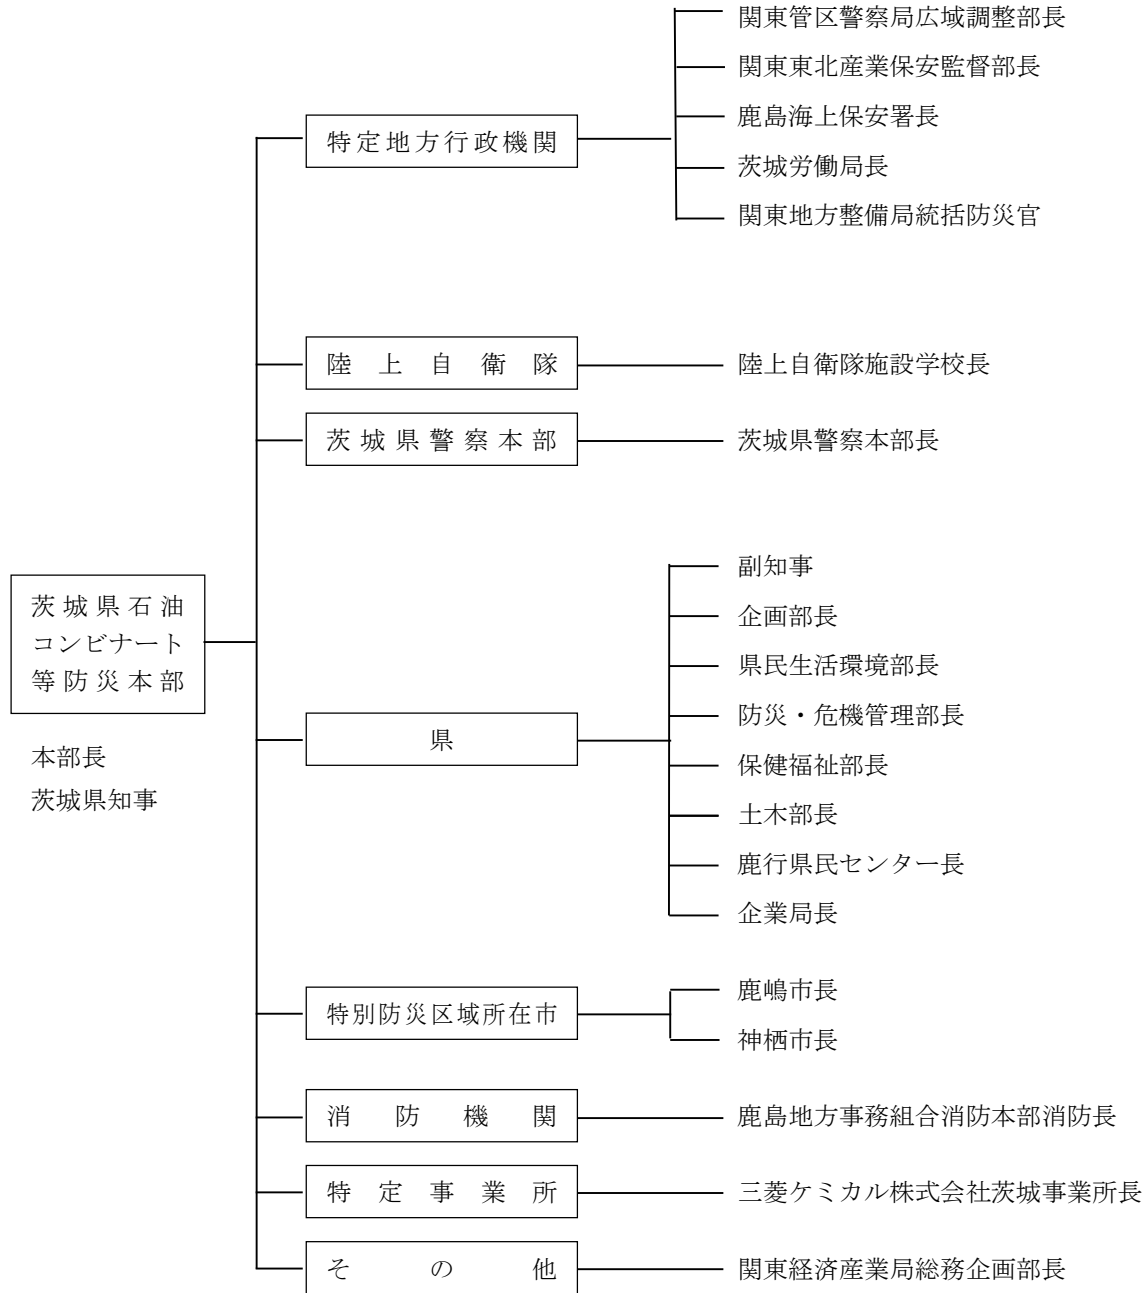 関東管区警察局広域調整部長
関東東北産業保安監督部長
特定地方行政機関
鹿島海上保安署長
茨城労働局長
関東地方整備局統括防災官
陸上自衛隊
陸上自衛隊施設学校長
茨城県警察本部
茨城県警察本部長
茨城県石油
コンビナート
等防災本部
本部長
茨城県知事
県
副知事
企画部長
県民生活環境部長
防災・危機管理部長
保健福祉部長
土木部長
鹿行県民センター長
企業局長
特別防災区域所在市
鹿嶋市長
神栖市長
消防機関
鹿島地方事務組合消防本部消防長
特定事業所
三菱ケミカル株式会社茨城事業所長
その他
関東経済産業局総務企画部長